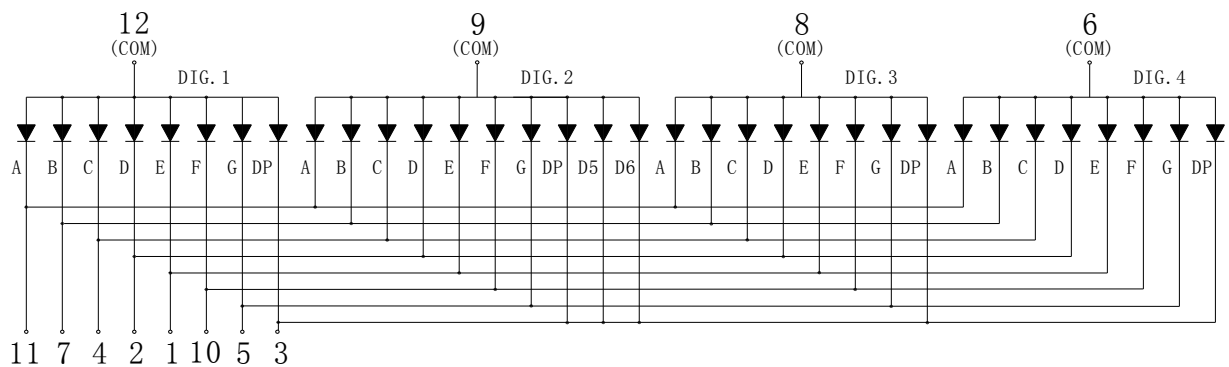 12 9 8 6
(COM) (COM) (COM) (COM)
DIG.1 DIG.2 DIG.3 DIG.4
A B C D E F G DP A B C D E F G DP D5 D6 A B C D E F G DP A B C D E F G DP
11 7 4 2 1 10 5 3